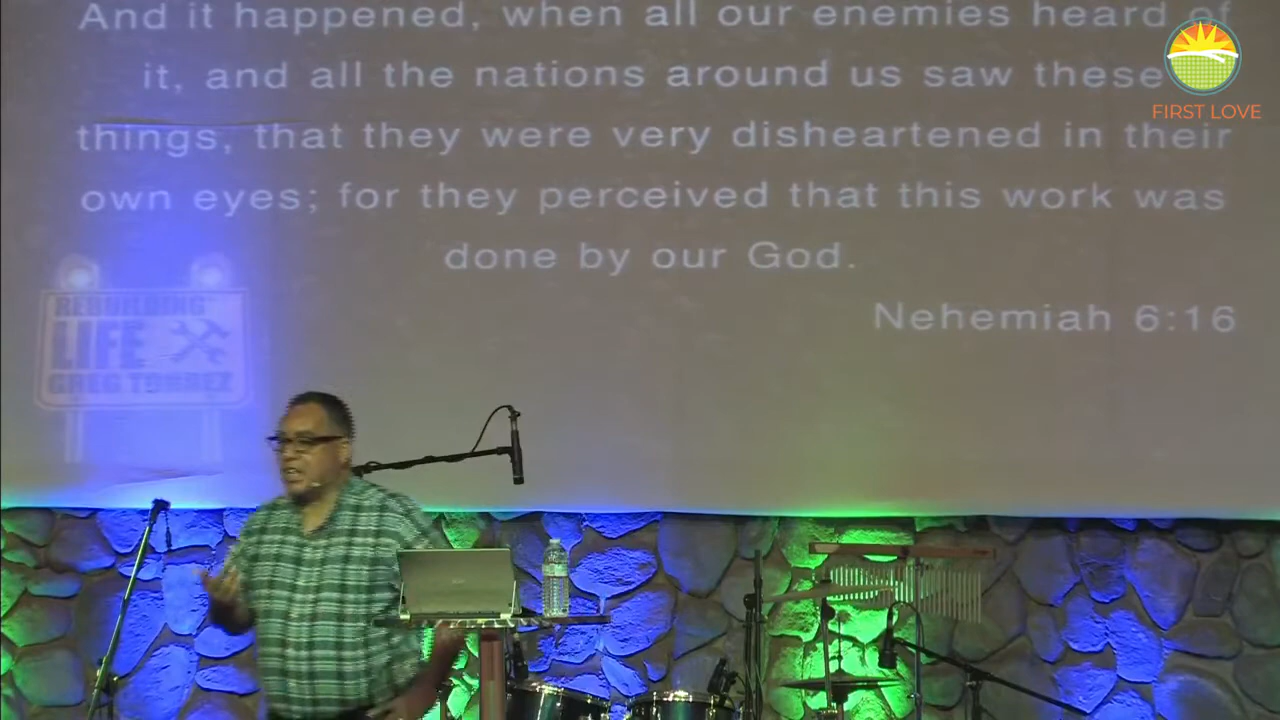 And it happened, when all our enemies heard of
it, and all the nations around us saw these
things, that they were very disheartened in their
own eyes; for they perceived that this work was
done by our God.
Nehemiah 6:16
FIRST LOVE
REBUILDING
LIFE
GREG TORREZ